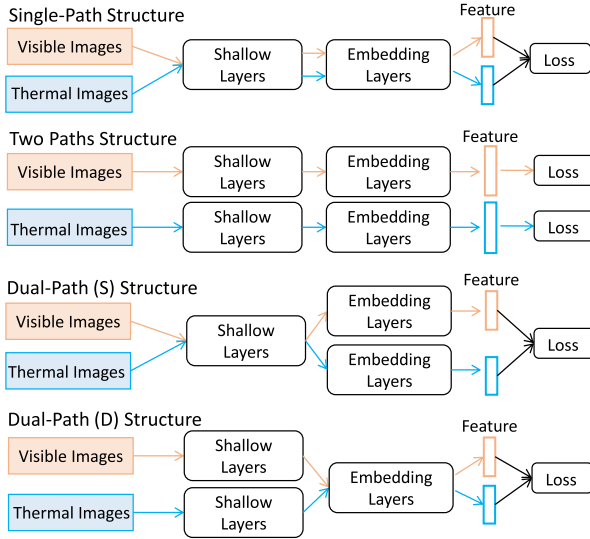 Single-Path Structure
Feature
Visible Images
Shallow
Layers
Embedding
Layers
Loss
Thermal Images
Two Paths Structure
Feature
Visible Images
Shallow
Layers
Embedding
Layers
Loss
Thermal Images
Shallow
Layers
Embedding
Layers
Loss
Dual-Path (S) Structure
Feature
Visible Images
Shallow
Layers
Embedding
Layers
Loss
Thermal Images
Embedding
Layers
Dual-Path (D) Structure
Feature
Visible Images
Shallow
Layers
Embedding
Layers
Loss
Thermal Images
Shallow
Layers